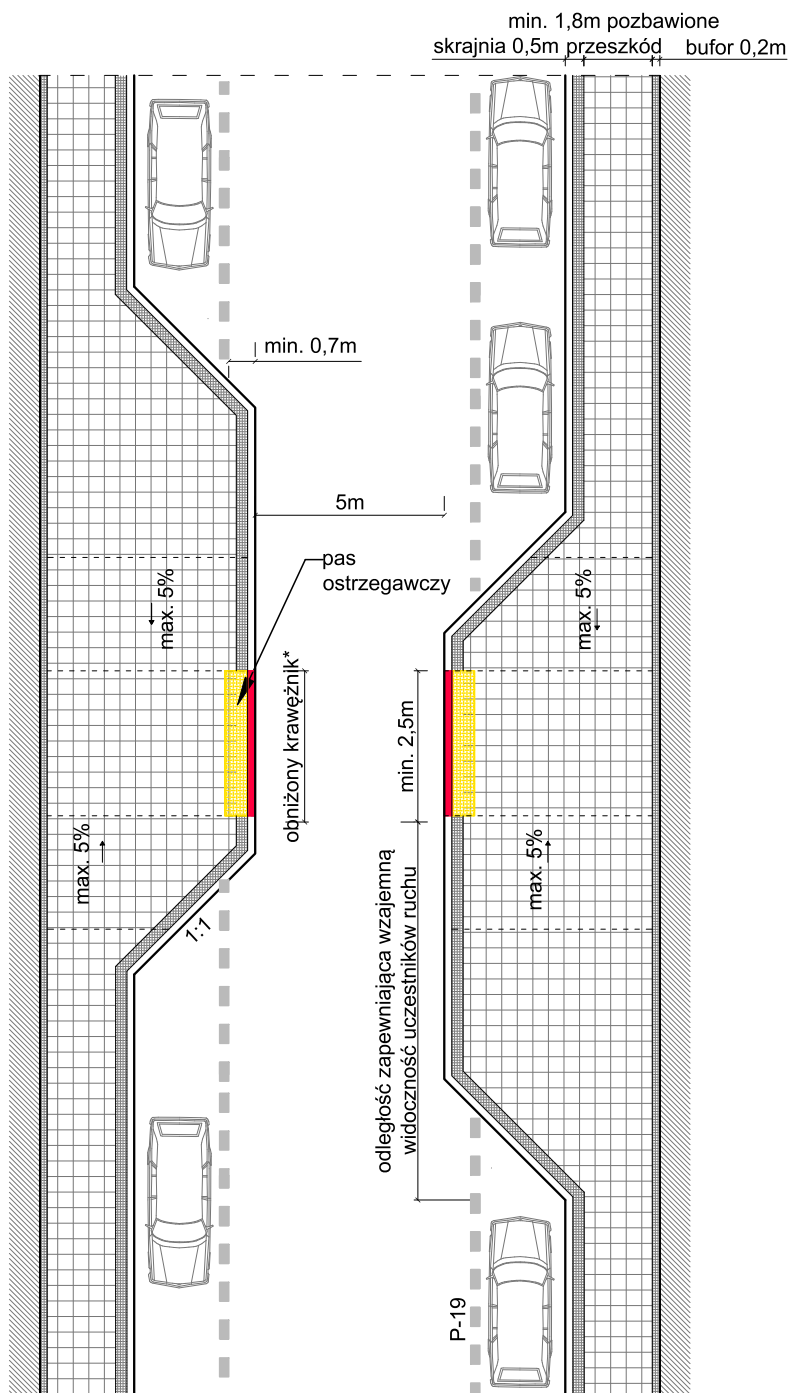 min. 1,8m pozbawione
skrajnia 0,5m przeszkód bufor 0,2m
min. 0,7m
5m
pas
ostrzegawczy
max. 5%
max. 5%
obniżony krawężnik*
min. 2,5m
max. 5%
max. 5%
1:1
odległość zapewniająca wzajemną
widoczność uczestników ruchu
P-19